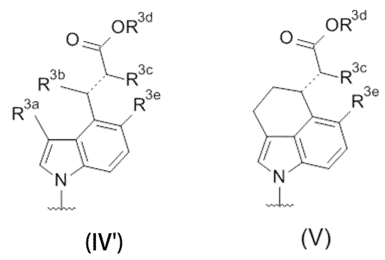 OR³ᵈ OR³ᵈ
O O
R³ᵇ R³ᶜ R³ᶜ
R³ᵃ R³ᵉ R³ᵉ
N N
(IV') (V)